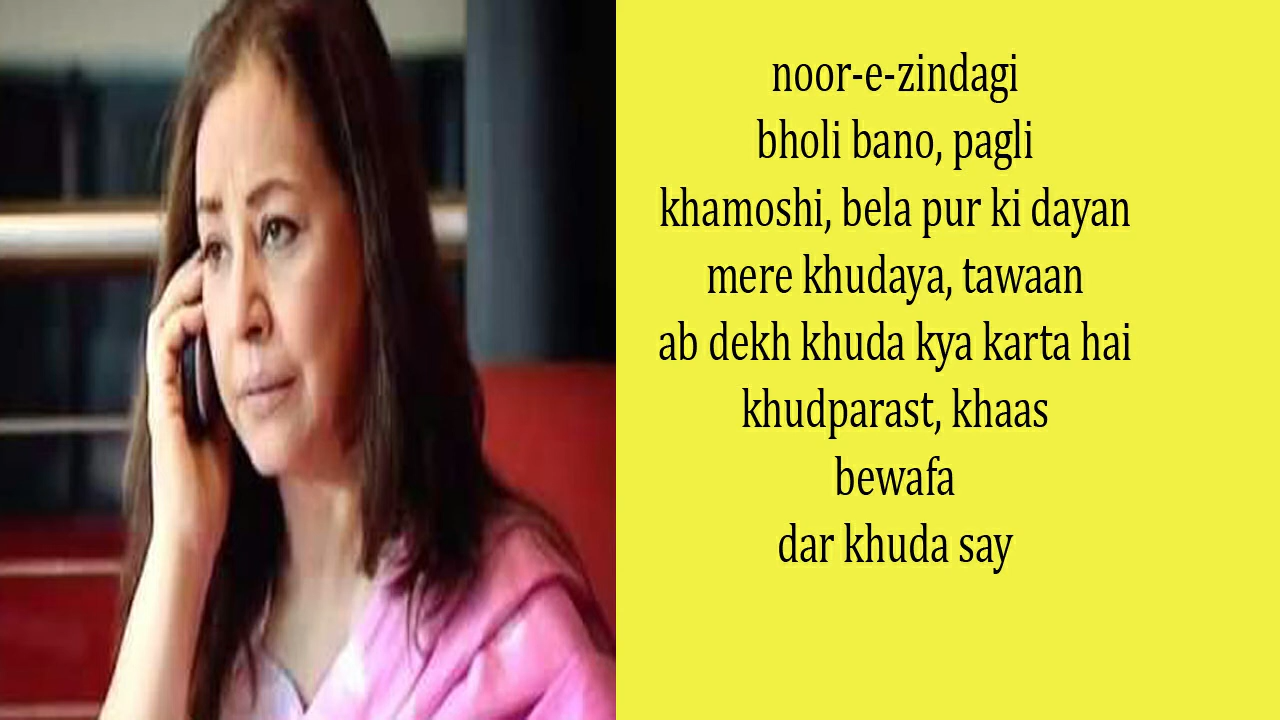 noor-e-zindagi
bholi bano, pagli
khamoshi, bela pur ki dayan
mere khudaya, tawaan
ab dekh khuda kya karta hai
khudparast, khaas
bewafa
dar khuda say